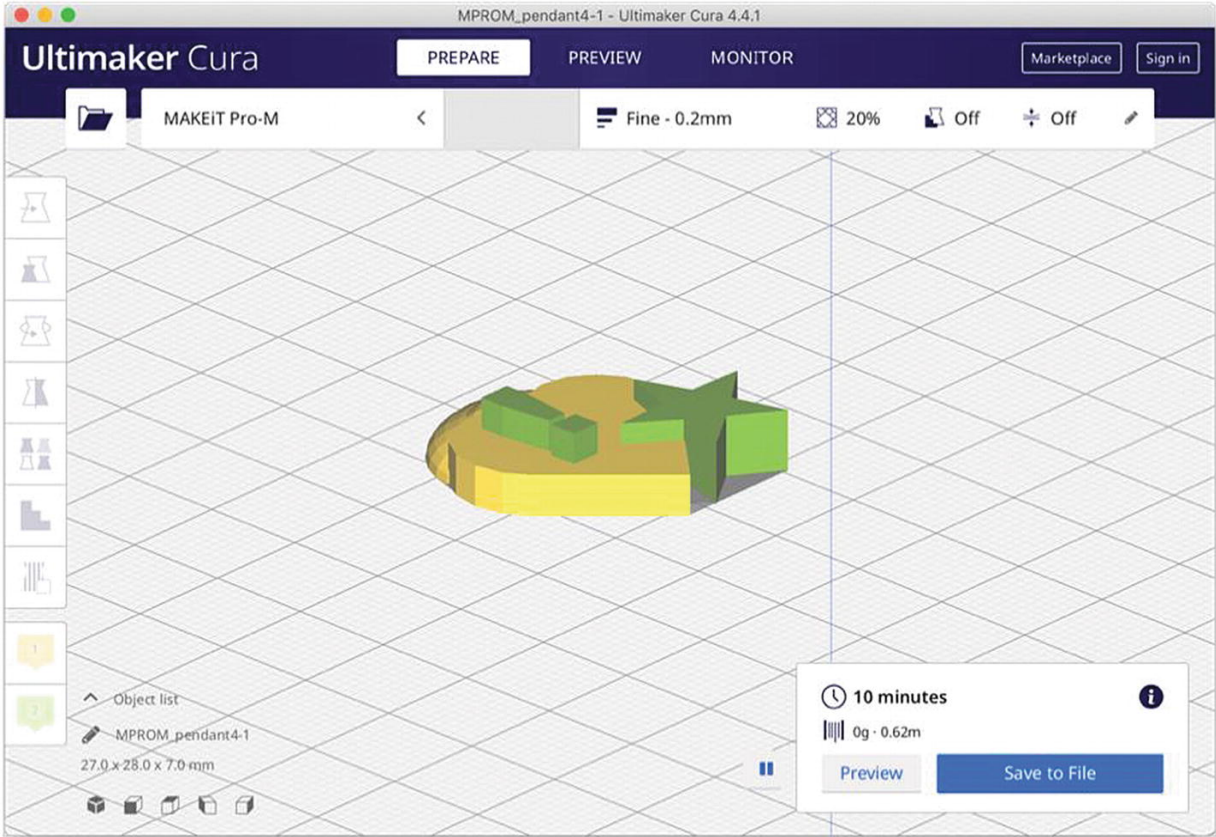 MPROM_pendant4-1 - Ultimaker Cura 4.4.1
Ultimaker Cura
PREPARE
PREVIEW
MONITOR
Marketplace
Sign in
MAKEiT Pro-M
Fine - 0.2mm
20%
Off
Off
1
2
Object list
MPROM_pendant4-1
27.0 x 28.0 x 7.0 mm
10 minutes
0g · 0.62m
Preview
Save to File